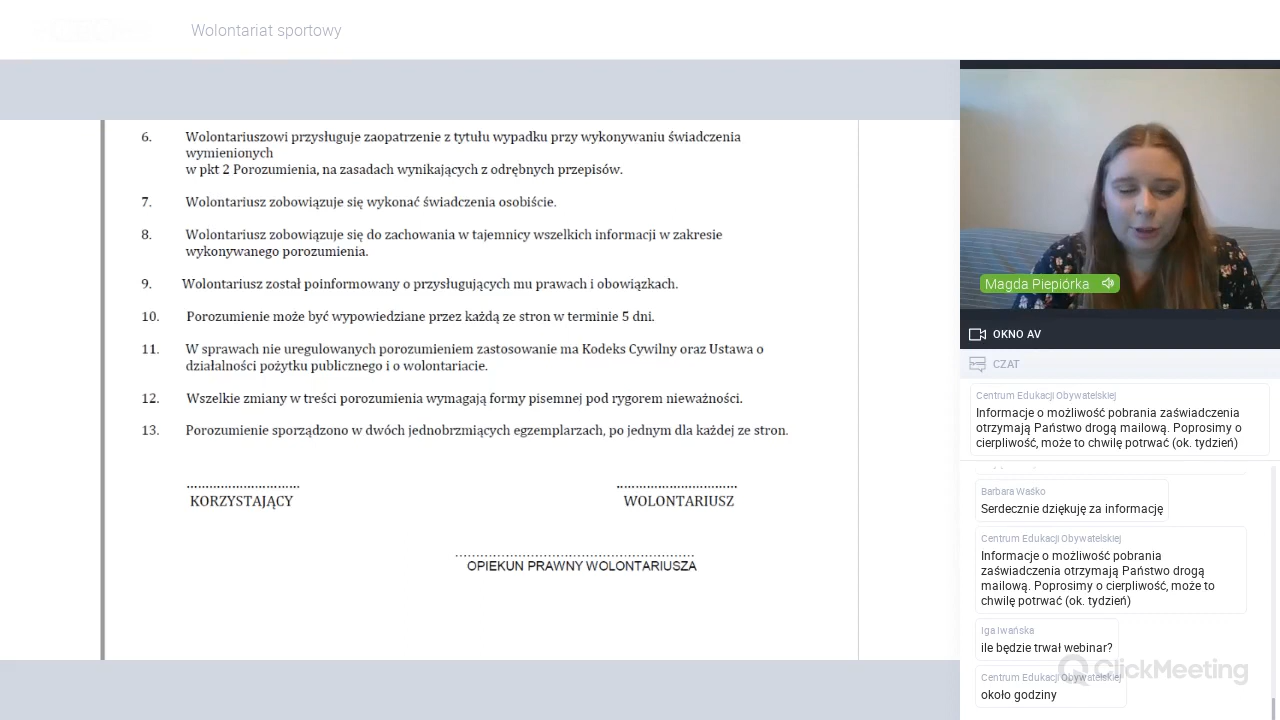 Wolontariat sportowy
6. Wolontariuszowi przysługuje zaopatrzenie z tytułu wypadku przy wykonywaniu świadczenia
wymienionych
w pkt 2 Porozumienia, na zasadach wynikających z odrębnych przepisów.
7. Wolontariusz zobowiązuje się wykonać świadczenia osobiście.
8. Wolontariusz zobowiązuje się do zachowania w tajemnicy wszelkich informacji w zakresie
wykonywanego porozumienia.
9. Wolontariusz został poinformowany o przysługujących mu prawach i obowiązkach.
10. Porozumienie może być wypowiedziane przez każdą ze stron w terminie 5 dni.
11. W sprawach nie uregulowanych porozumieniem zastosowanie ma Kodeks Cywilny oraz Ustawa o
działalności pożytku publicznego i o wolontariacie.
12. Wszelkie zmiany w treści porozumienia wymagają formy pisemnej pod rygorem nieważności.
13. Porozumienie sporządzono w dwóch jednobrzmiących egzemplarzach, po jednym dla każdej ze stron.
KORZYSTAJĄCY
WOLONTARIUSZ
OPIEKUN PRAWNY WOLONTARIUSZA
Magda Piepiórka
OKNO AV
CZAT
Centrum Edukacji Obywatelskiej
Informacje o możliwość pobrania zaświadczenia
otrzymają Państwo drogą mailową. Poprosimy o
cierpliwość, może to chwilę potrwać (ok. tydzień)
Barbara Waśko
Serdecznie dziękuję za informację
Centrum Edukacji Obywatelskiej
Informacje o możliwość pobrania
zaświadczenia otrzymają Państwo drogą
mailową. Poprosimy o cierpliwość, może to
chwilę potrwać (ok. tydzień)
Iga Iwańska
ile będzie trwał webinar?
Centrum Edukacji Obywatelskiej
około godziny
ClickMeeting